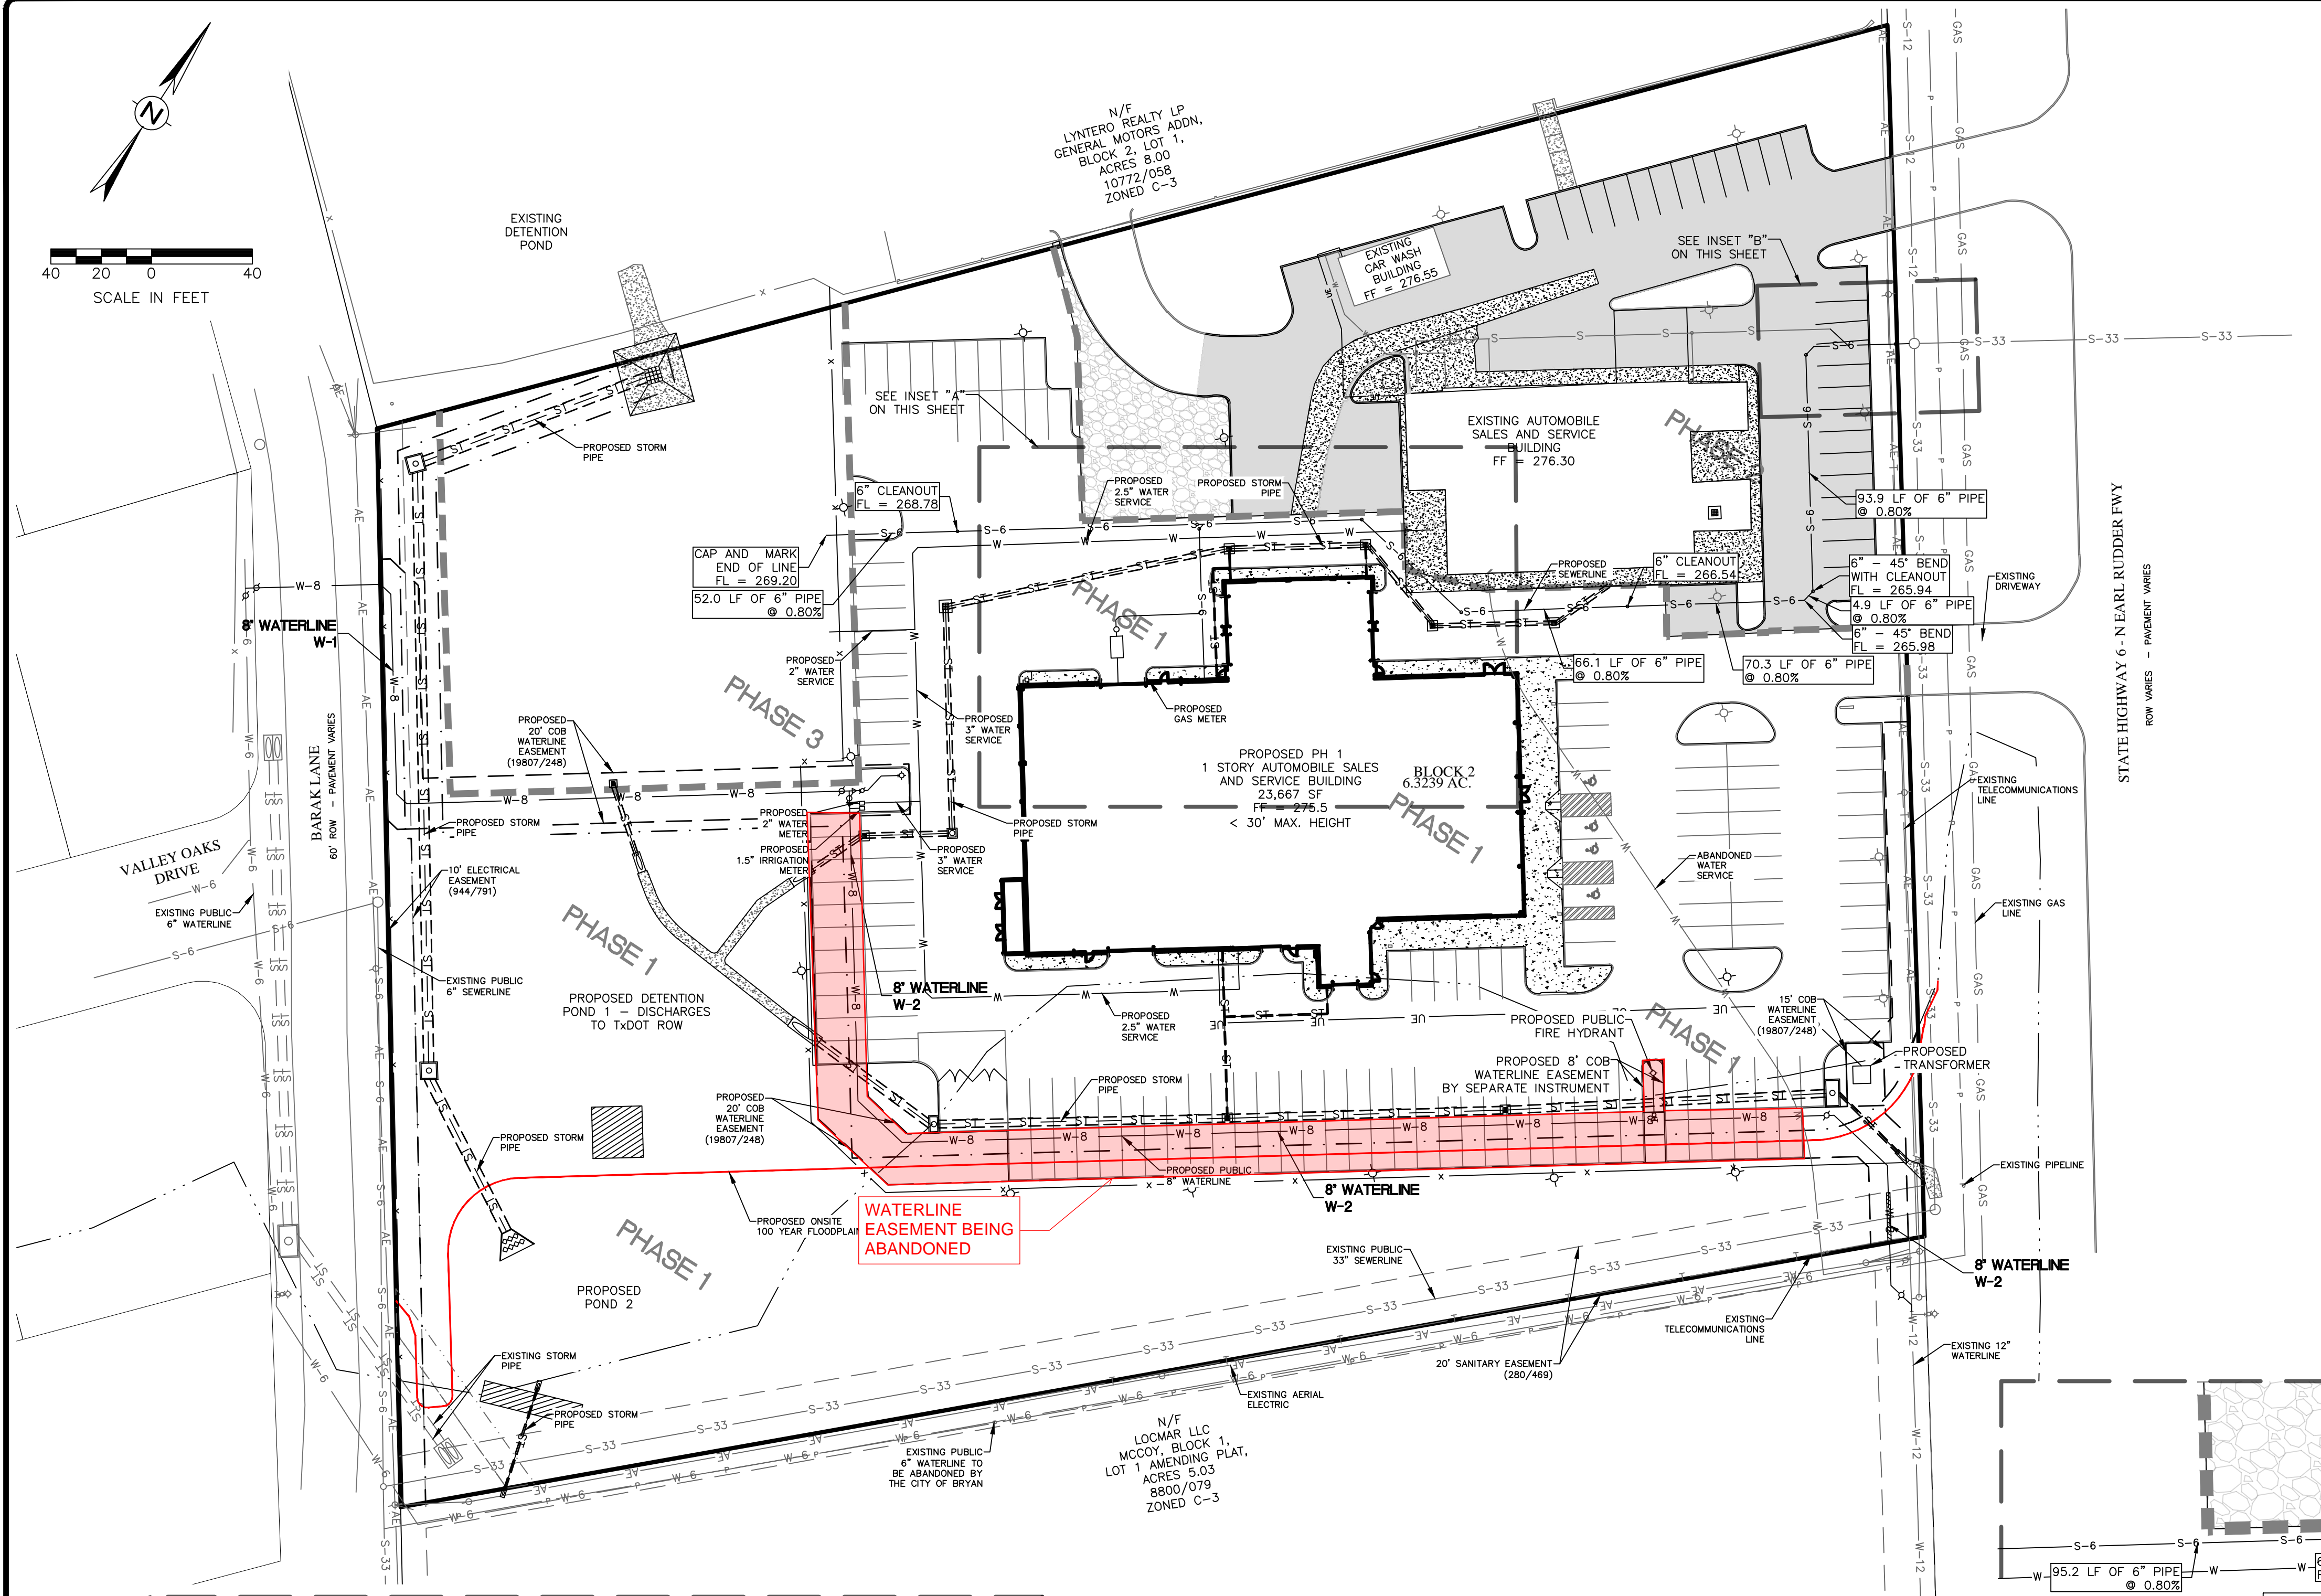 N
40 20 0 40
SCALE IN FEET
EXISTING
DETENTION
POND
N/F
LYNTERO REALTY LP
GENERAL MOTORS ADDN,
BLOCK 2, LOT 1,
ACRES 8.00
10772/058
ZONED C-3
EXISTING
CAR WASH
BUILDING
FF = 276.55
SEE INSET "B"
ON THIS SHEET
SEE INSET "A"
ON THIS SHEET
EXISTING AUTOMOBILE
SALES AND SERVICE
BUILDING
FF = 276.30
PROPOSED STORM
PIPE
6" CLEANOUT
FL = 268.78
PROPOSED
2.5" WATER
SERVICE
PROPOSED STORM
PIPE
93.9 LF OF 6" PIPE
@ 0.80%
CAP AND MARK
END OF LINE
FL = 269.20
52.0 LF OF 6" PIPE
@ 0.80%
PROPOSED
SEWERLINE
6" CLEANOUT
FL = 266.54
6" - 45° BEND
WITH CLEANOUT
FL = 265.94
4.9 LF OF 6" PIPE
@ 0.80%
6" - 45° BEND
FL = 265.98
EXISTING
DRIVEWAY
STATE HIGHWAY 6 - N EARL RUDDER FWY
ROW VARIES - PAVEMENT VARIES
8" WATERLINE
W-1
PHASE 1
PROPOSED
2" WATER
SERVICE
66.1 LF OF 6" PIPE
@ 0.80%
70.3 LF OF 6" PIPE
@ 0.80%
PHASE 3
PROPOSED
GAS METER
PROPOSED
3" WATER
SERVICE
PROPOSED
20' COB
WATERLINE
EASEMENT
(19807/248)
BARAK LANE
60' ROW - PAVEMENT VARIES
PROPOSED PH 1
1 STORY AUTOMOBILE SALES
AND SERVICE BUILDING
23,667 SF
FF = 275.5
< 30' MAX. HEIGHT
BLOCK 2
6.3239 AC.
PHASE 1
EXISTING
TELECOMMUNICATIONS
LINE
PROPOSED STORM
PIPE
PROPOSED
2" WATER
METER
PROPOSED
1.5" IRRIGATION
METER
PROPOSED STORM
PIPE
PROPOSED
3" WATER
SERVICE
VALLEY OAKS
DRIVE
10' ELECTRICAL
EASEMENT
(944/791)
EXISTING PUBLIC
6" WATERLINE
ABANDONED
WATER
SERVICE
EXISTING GAS
LINE
PHASE 1
EXISTING PUBLIC
6" SEWERLINE
PROPOSED DETENTION
POND 1 - DISCHARGES
TO TxDOT ROW
8" WATERLINE
W-2
PROPOSED
2.5" WATER
SERVICE
PROPOSED PUBLIC
FIRE HYDRANT
PHASE 1
15' COB
WATERLINE
EASEMENT
(19807/248)
PROPOSED 8' COB
WATERLINE EASEMENT
BY SEPARATE INSTRUMENT
PROPOSED
TRANSFORMER
PROPOSED STORM
PIPE
PROPOSED
20' COB
WATERLINE
EASEMENT
(19807/248)
PROPOSED STORM
PIPE
PROPOSED PUBLIC
8" WATERLINE
8" WATERLINE
W-2
EXISTING PIPELINE
WATERLINE
EASEMENT BEING
ABANDONED
PROPOSED ONSITE
100 YEAR FLOODPLAIN
PHASE 1
EXISTING PUBLIC
33" SEWERLINE
8" WATERLINE
W-2
PROPOSED
POND 2
EXISTING
TELECOMMUNICATIONS
LINE
EXISTING 12"
WATERLINE
EXISTING STORM
PIPE
20' SANITARY EASEMENT
(280/469)
EXISTING AERIAL
ELECTRIC
PROPOSED STORM
PIPE
N/F
LOCMAR LLC
MCCOY, BLOCK 1,
LOT 1 AMENDING PLAT,
ACRES 5.03
8800/079
ZONED C-3
EXISTING PUBLIC
6" WATERLINE TO
BE ABANDONED BY
THE CITY OF BRYAN
95.2 LF OF 6" PIPE
@ 0.80%